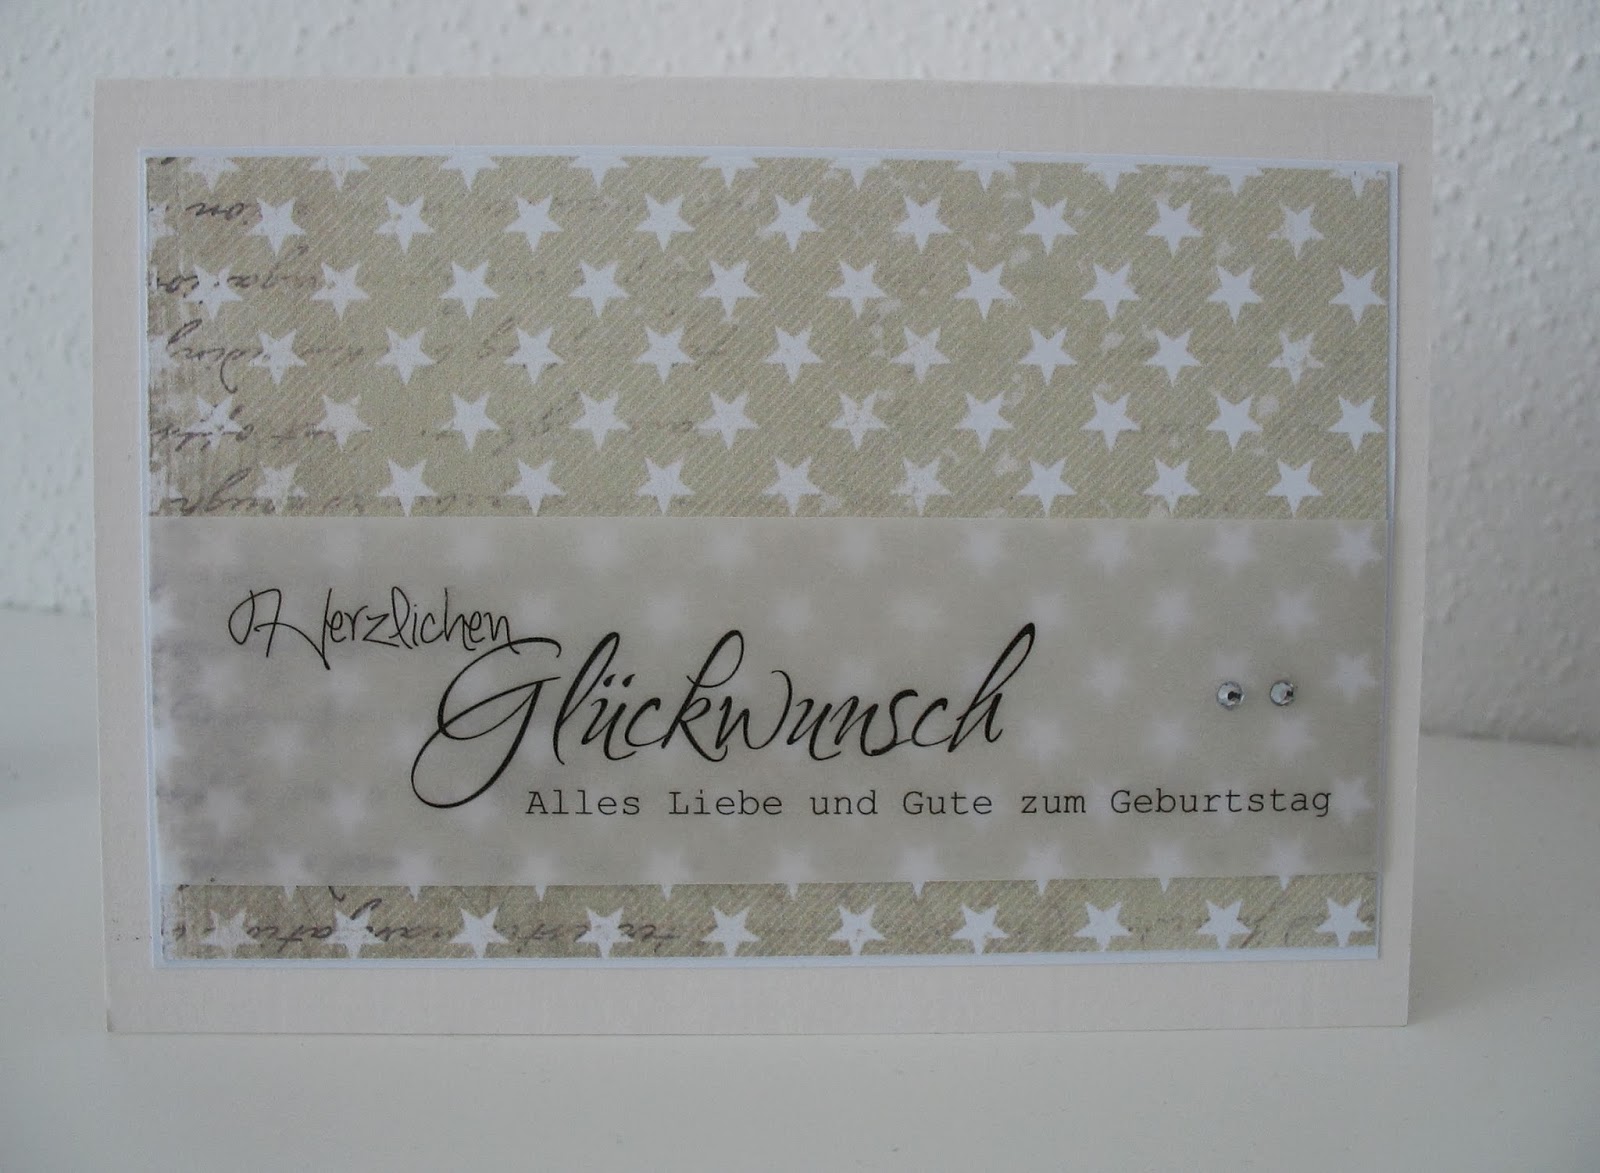 Herzlichen
Glückwunsch
Alles Liebe und Gute zum Geburtstag